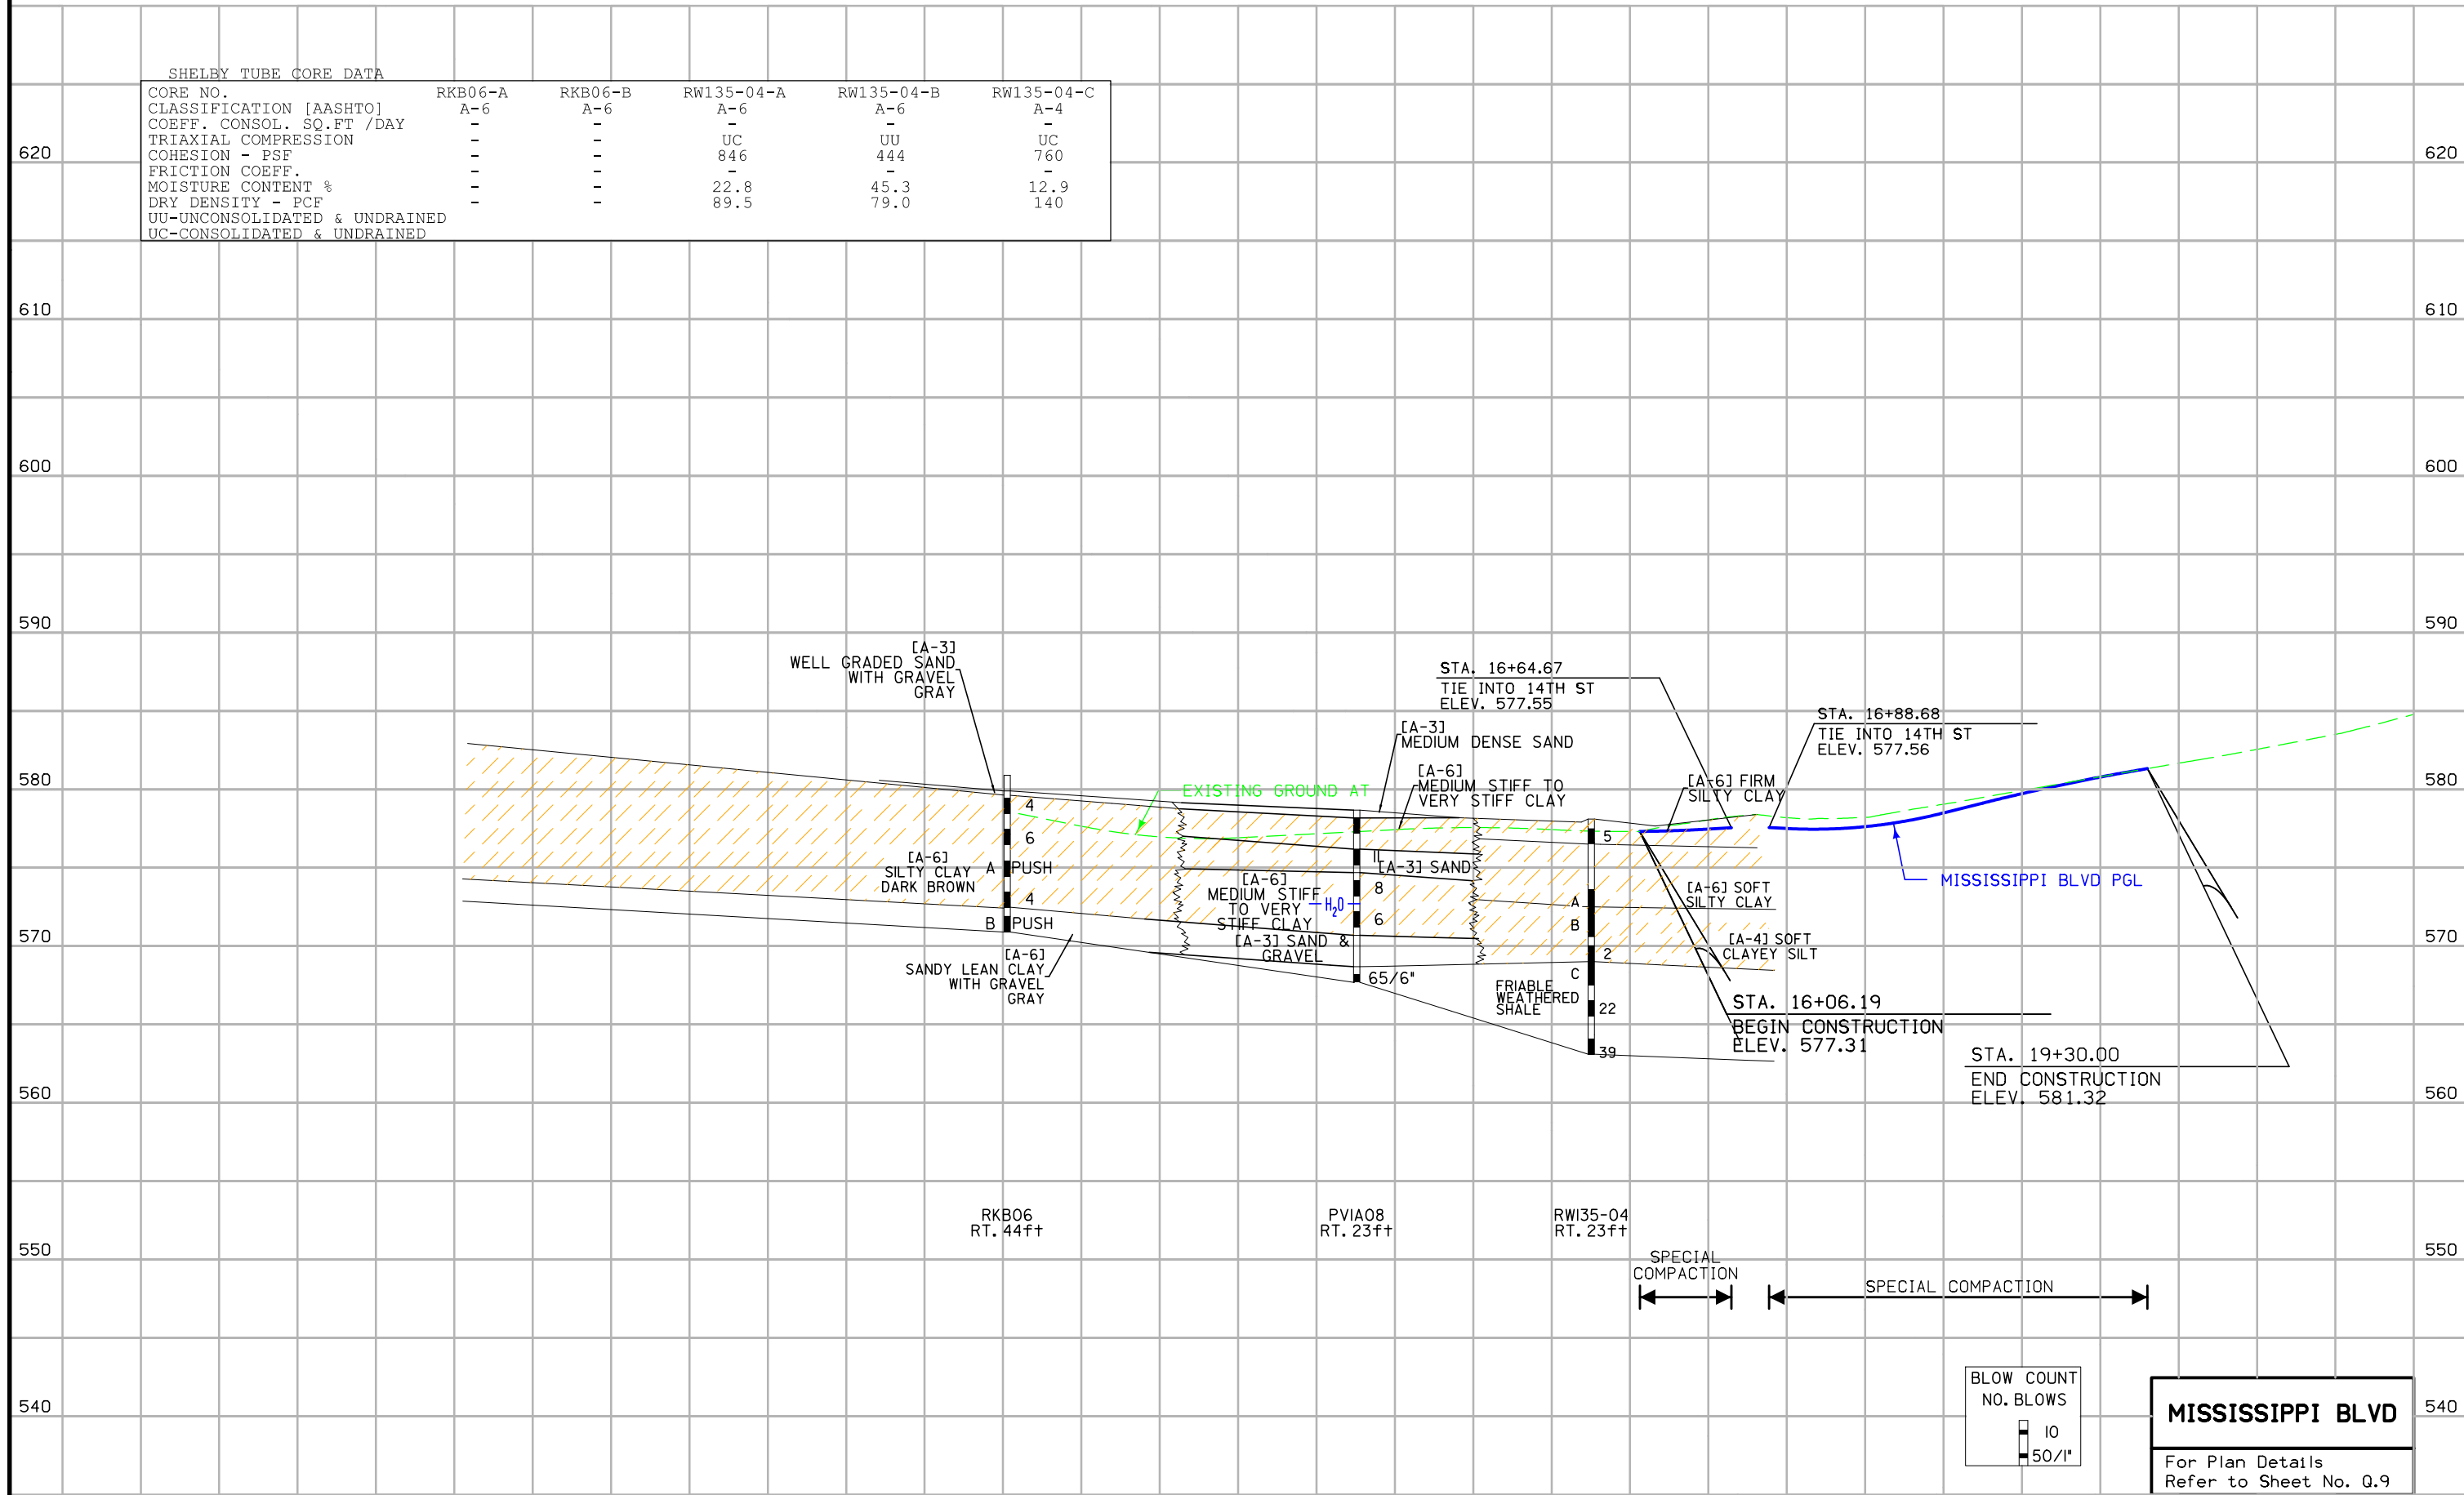 SHELBY TUBE CORE DATA
CORE NO. RKB06-A RKB06-B RW135-04-A RW135-04-B RW135-04-C
CLASSIFICATION [AASHTO] A-6 A-6 A-6 A-6 A-4
COEFF. CONSOL. SQ.FT /DAY - - - - -
TRIAXIAL COMPRESSION - - UC UU UC
COHESION - PSF - - 846 444 760
FRICTION COEFF. - - - - -
MOISTURE CONTENT % - - 22.8 45.3 12.9
DRY DENSITY - PCF - - 89.5 79.0 140
UU-UNCONSOLIDATED & UNDRAINED
UC-CONSOLIDATED & UNDRAINED
620 620
610 610
600 600
590 590
[A-3]
WELL GRADED SAND
WITH GRAVEL
GRAY
STA. 16+64.67
TIE INTO 14TH ST
ELEV. 577.55
STA. 16+88.68
TIE INTO 14TH ST
ELEV. 577.56
[A-3]
MEDIUM DENSE SAND
[A-6]
MEDIUM STIFF TO
VERY STIFF CLAY
[A-6] FIRM
SILTY CLAY
580 580
EXISTING GROUND AT
4
6
A PUSH
4
B PUSH
[A-6]
SILTY CLAY
DARK BROWN
[A-6]
SANDY LEAN CLAY
WITH GRAVEL
GRAY
11
[A-3] SAND
8
6
65/6"
[A-6]
MEDIUM STIFF
TO VERY
STIFF CLAY
H₂O
[A-3] SAND &
GRAVEL
5
A
B
2
C
22
39
FRIABLE
WEATHERED
SHALE
[A-6] SOFT
SILTY CLAY
[A-4] SOFT
CLAYEY SILT
MISSISSIPPI BLVD PGL
570 570
STA. 16+06.19
BEGIN CONSTRUCTION
ELEV. 577.31
STA. 19+30.00
END CONSTRUCTION
ELEV. 581.32
560 560
RKB06
RT. 44ft
PVIA08
RT. 23ft
RW135-04
RT. 23ft
550 550
SPECIAL
COMPACTION
SPECIAL COMPACTION
540 540
BLOW COUNT
NO. BLOWS
10
50/1"
MISSISSIPPI BLVD
For Plan Details
Refer to Sheet No. Q.9